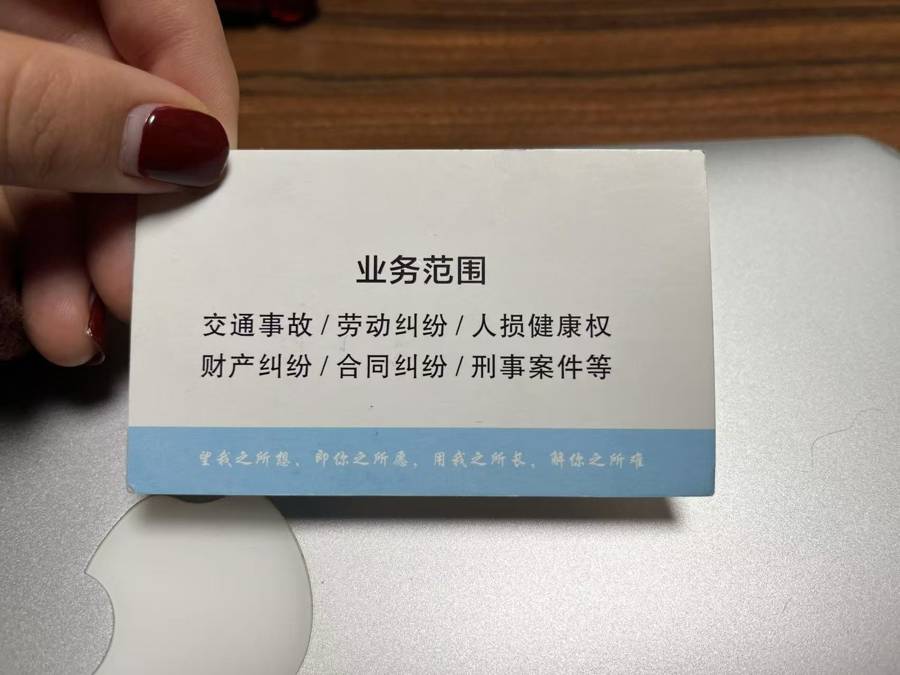 业务范围
交通事故 / 劳动纠纷 / 人损健康权
财产纠纷 / 合同纠纷 / 刑事案件等
望我之所想、即你之所愿，用我之所长，解你之所难